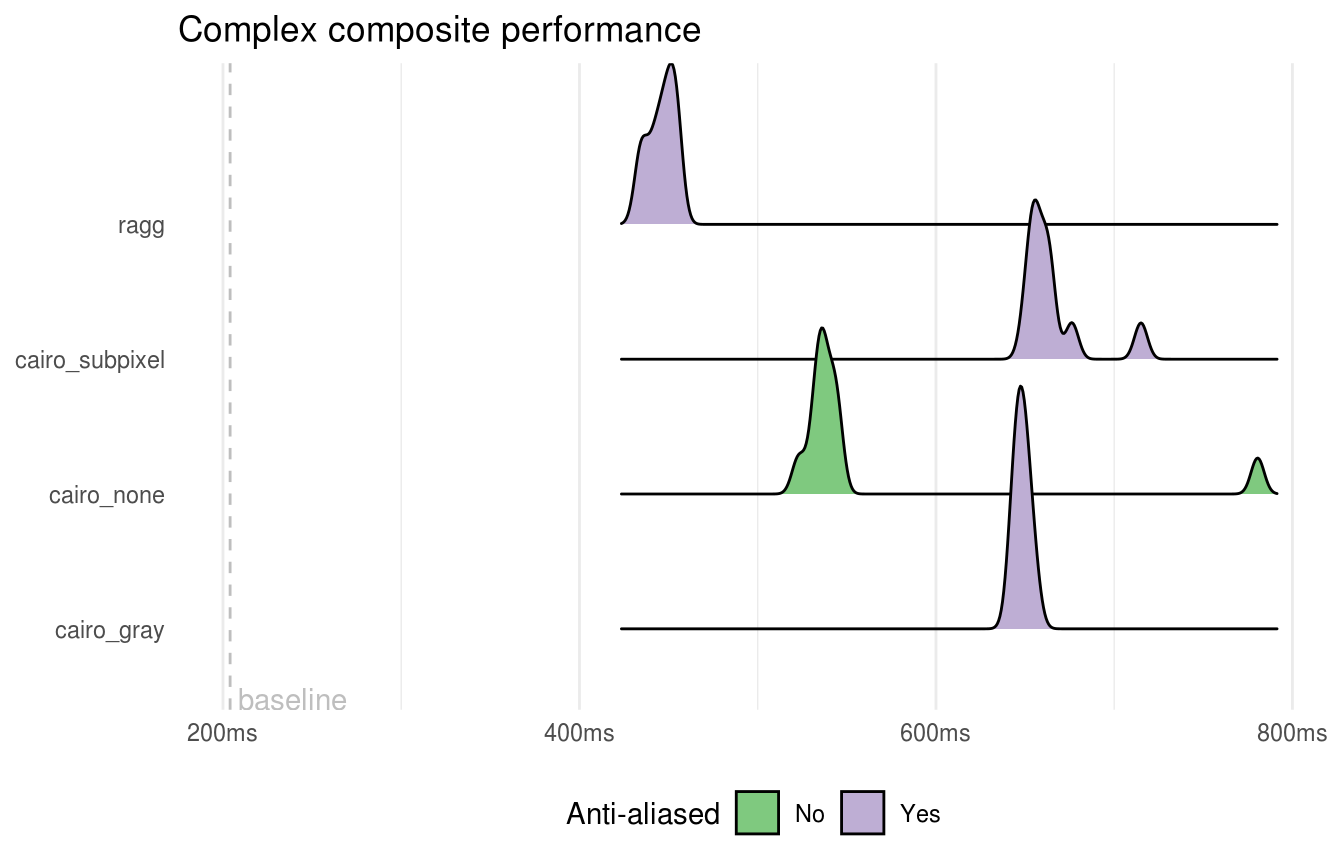 Complex composite performance
ragg
cairo_subpixel
cairo_none
cairo_gray
baseline
200ms 400ms 600ms 800ms
Anti-aliased No Yes